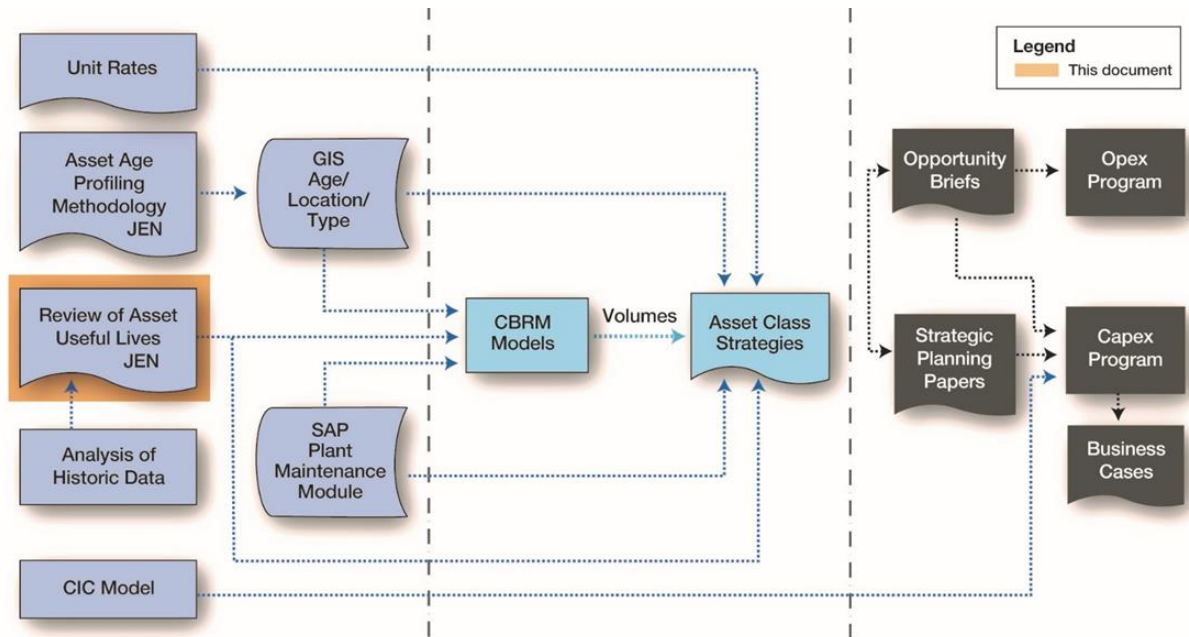 Unit Rates
Asset Age
Profiling
Methodology
JEN
Review of Asset
Useful Lives
JEN
Analysis of
Historic Data
CIC Model
GIS
Age/
Location/
Type
SAP
Plant
Maintenance
Module
CBRM
Models
Volumes
Asset Class
Strategies
Legend
This document
Opportunity
Briefs
Opex
Program
Strategic
Planning
Papers
Capex
Program
Business
Cases